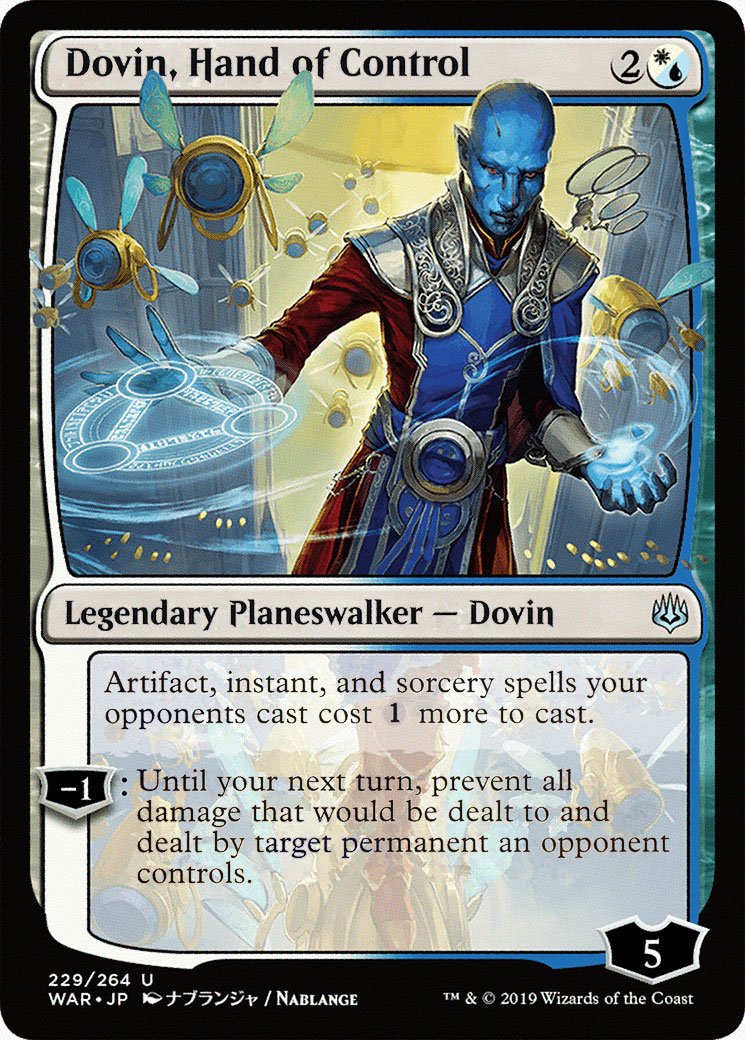 Dovin, Hand of Control 2
Legendary Planeswalker — Dovin
Artifact, instant, and sorcery spells your
opponents cast cost 1 more to cast.
−1 : Until your next turn, prevent all
damage that would be dealt to and
dealt by target permanent an opponent
controls.
5
229/264 U
WAR • JP ナブランジャ / NABLANGE
™ & © 2019 Wizards of the Coast